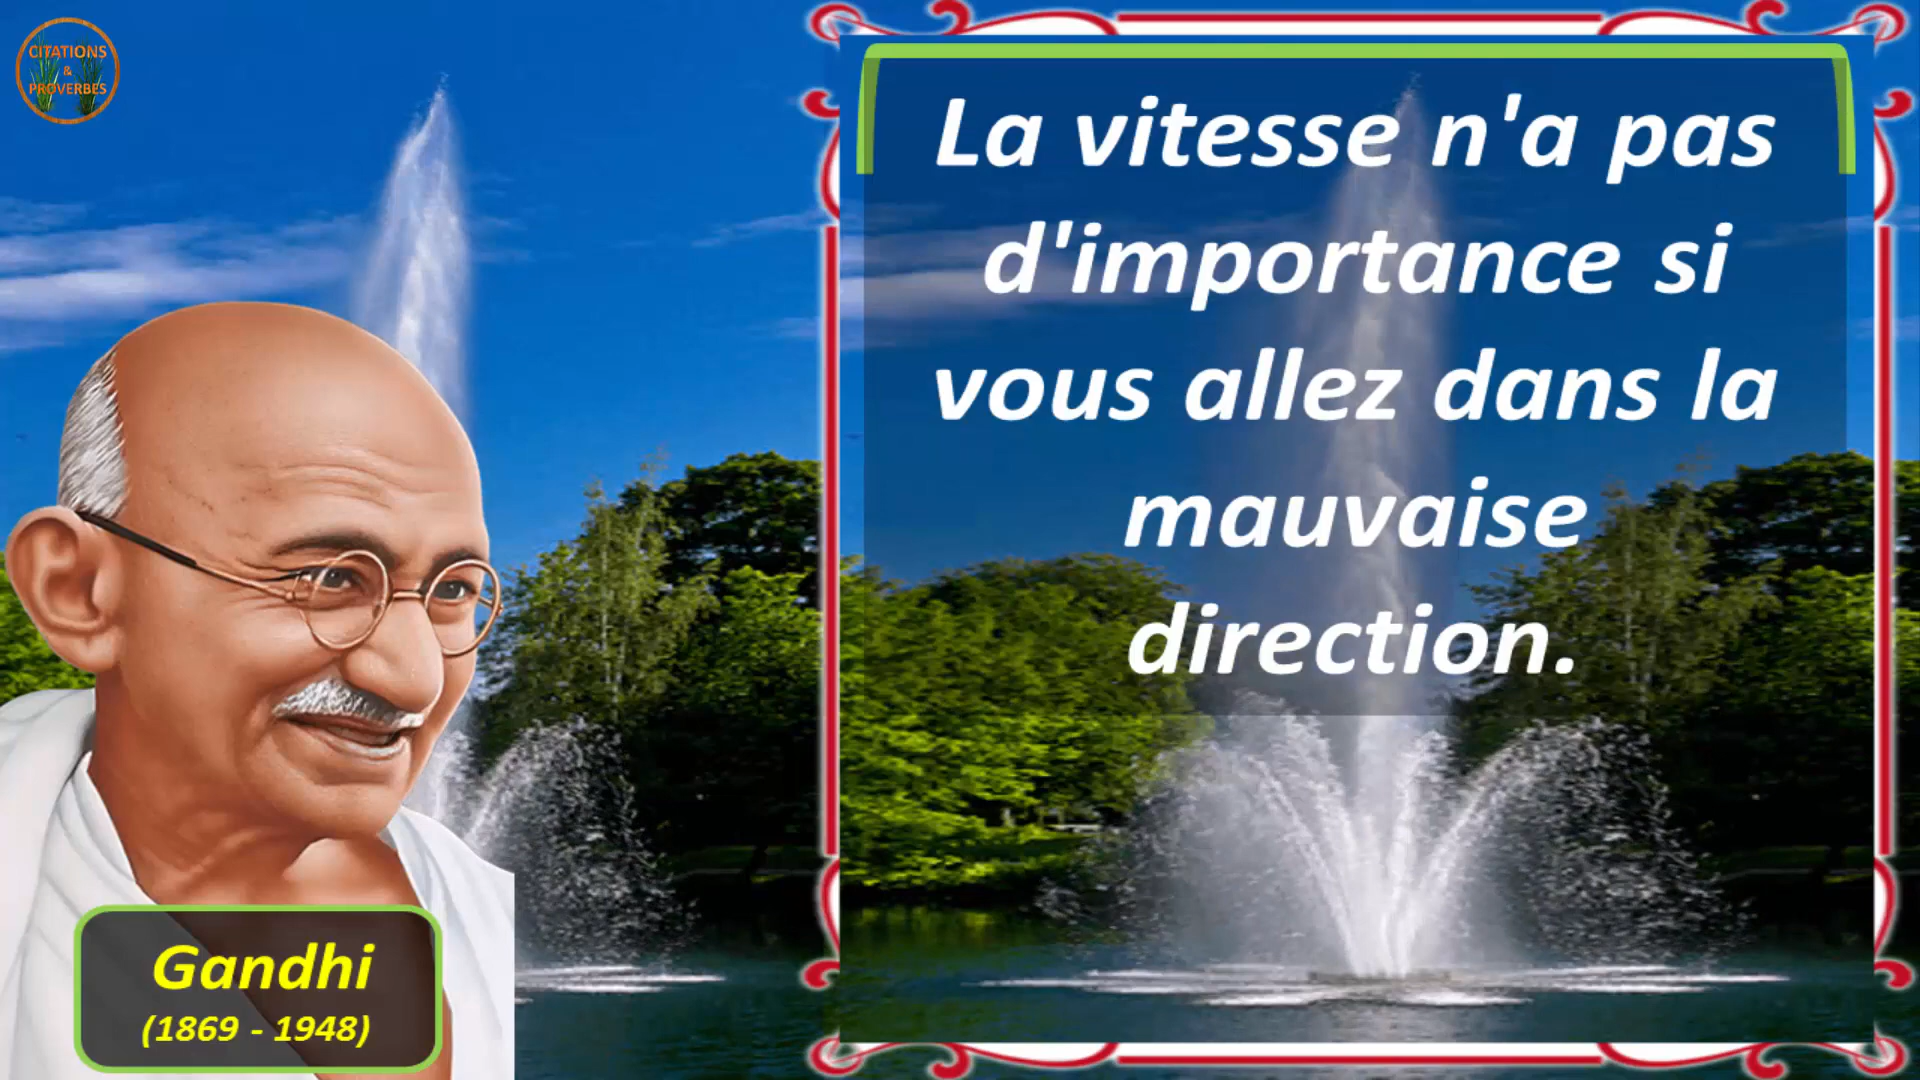 CITATIONS
&
PROVERBES
La vitesse n'a pas
d'importance si
vous allez dans la
mauvaise
direction.
Gandhi
(1869 - 1948)